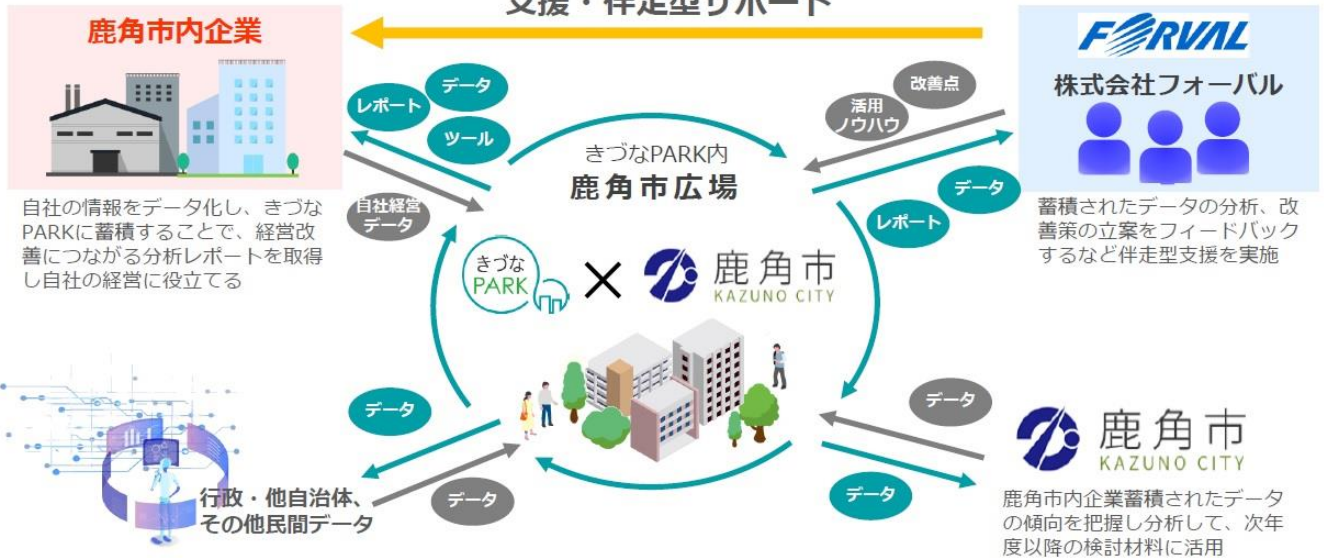 支援・伴走型サポート
鹿角市内企業
自社の情報をデータ化し、きづな
PARKに蓄積することで、経営改
善につながる分析レポートを取得
し自社の経営に役立てる
レポート
データ
ツール
自社経営
データ
きづなPARK内
鹿角市広場
きづな
PARK
×
鹿角市
KAZUNO CITY
改善点
活用
ノウハウ
データ
レポート
FORVAL
株式会社フォーバル
蓄積されたデータの分析、改
善策の立案をフィードバック
するなど伴走型支援を実施
データ
データ
行政・他自治体、
その他民間データ
データ
データ
鹿角市
KAZUNO CITY
鹿角市内企業蓄積されたデータ
の傾向を把握し分析して、次年
度以降の検討材料に活用